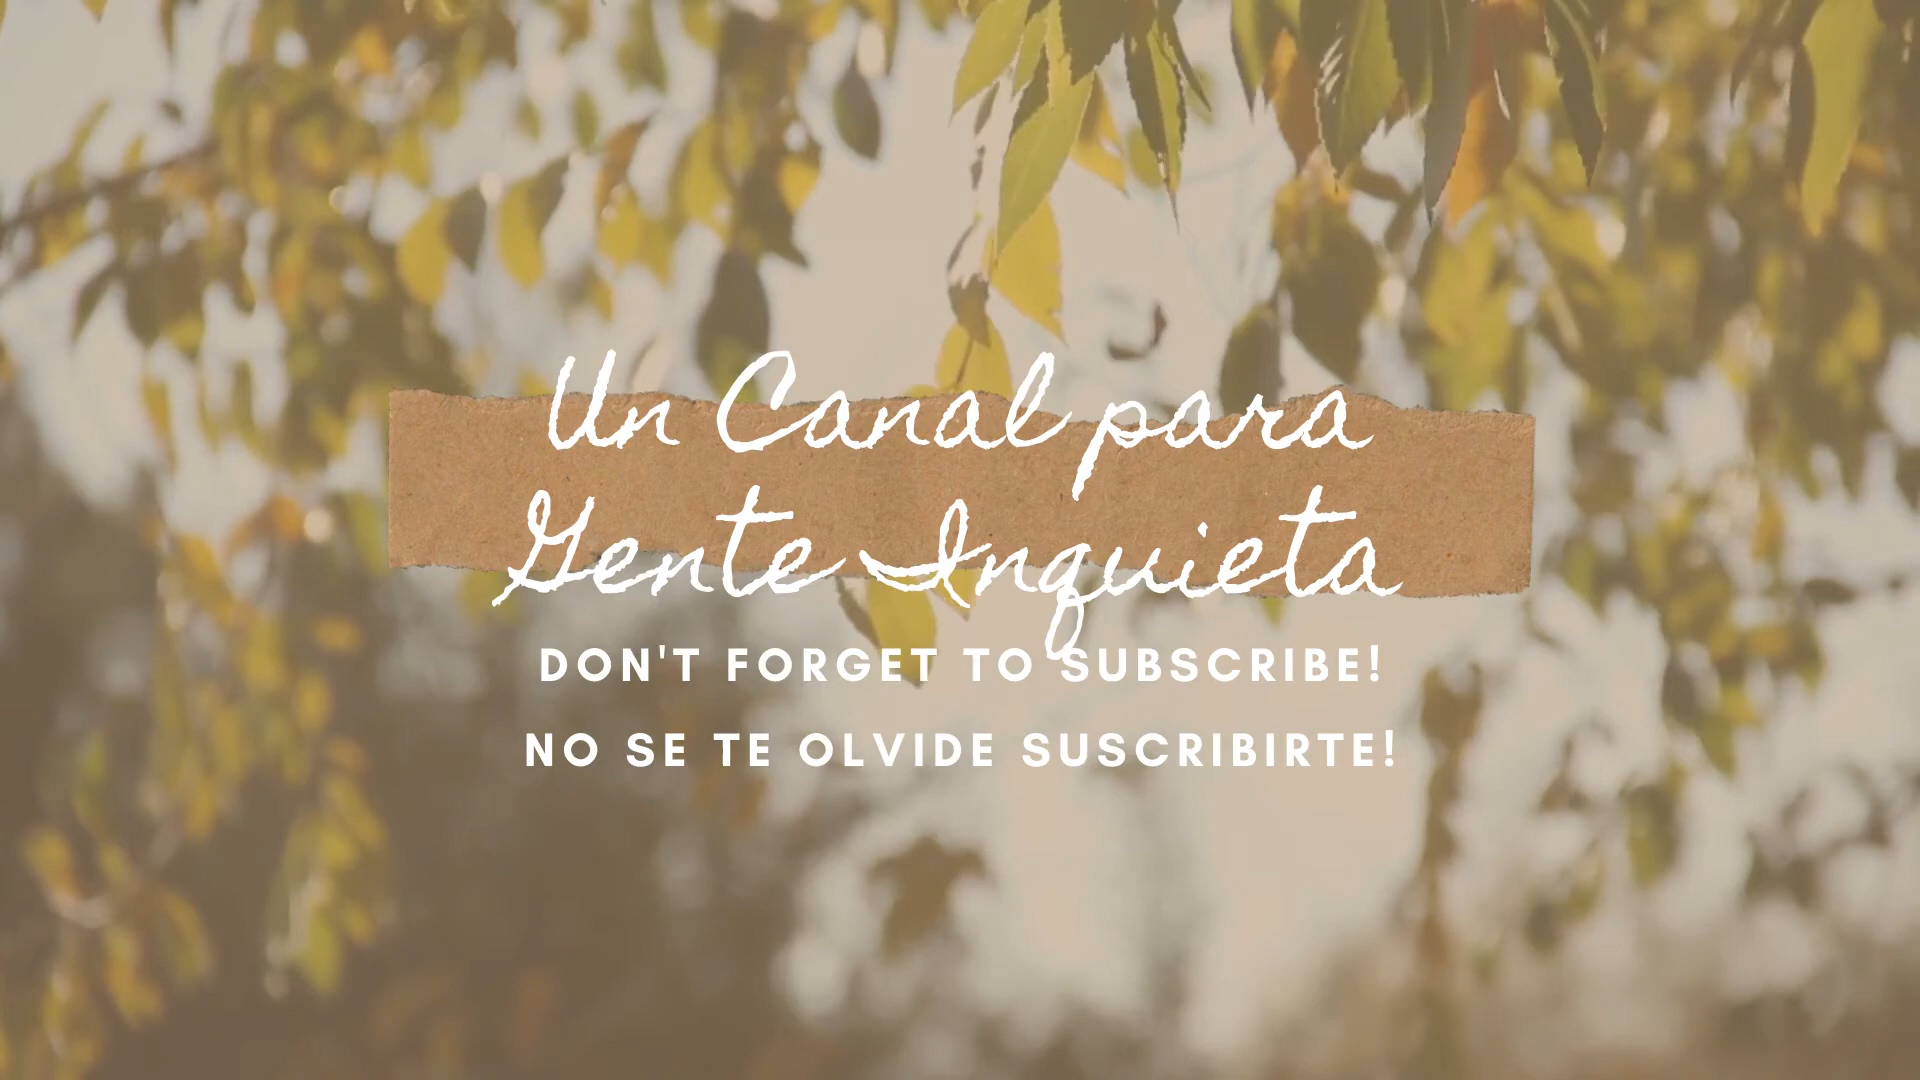 Un Canal para
Gente Inquieta
DON'T FORGET TO SUBSCRIBE!
NO SE TE OLVIDE SUSCRIBIRTE!